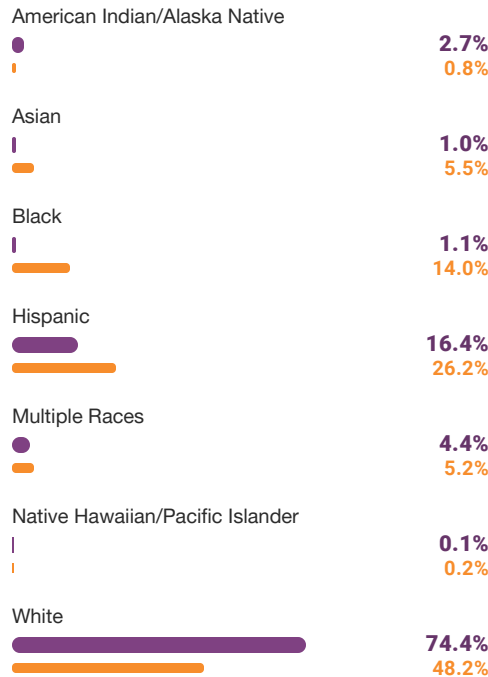 American Indian/Alaska Native
2.7%
0.8%
Asian
1.0%
5.5%
Black
1.1%
14.0%
Hispanic
16.4%
26.2%
Multiple Races
4.4%
5.2%
Native Hawaiian/Pacific Islander
0.1%
0.2%
White
74.4%
48.2%